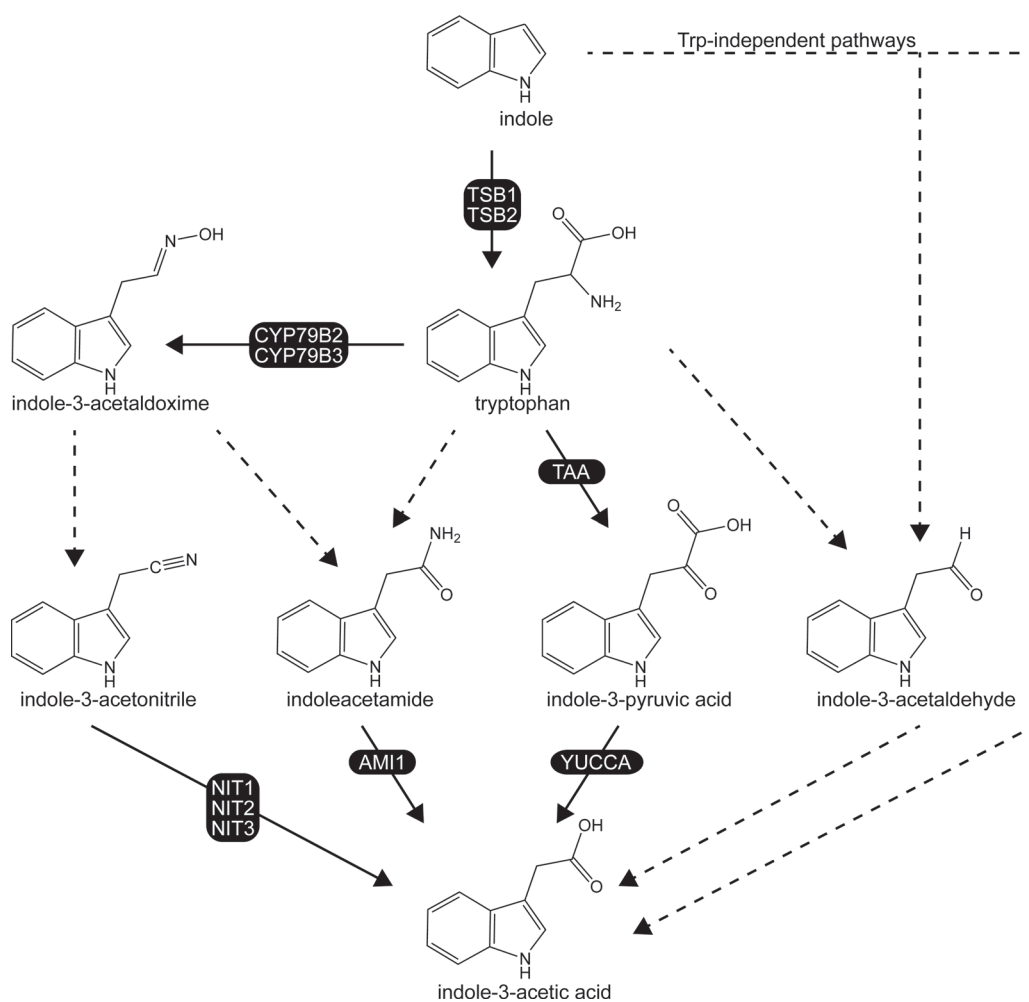 Trp-independent pathways
N
H
indole
TSB1
TSB2
O
OH
NH2
N
H
tryptophan
N
OH
N
H
indole-3-acetaldoxime
CYP79B2
CYP79B3
TAA
C
N
N
H
indole-3-acetonitrile
NH2
O
N
H
indoleacetamide
O
OH
O
N
H
indole-3-pyruvic acid
H
O
N
H
indole-3-acetaldehyde
NIT1
NIT2
NIT3
AMI1
YUCCA
OH
O
N
H
indole-3-acetic acid